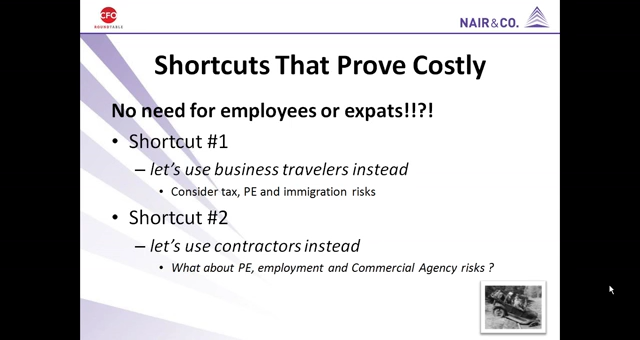 CFO
ROUNDTABLE
NAIR&CO.
Shortcuts That Prove Costly
No need for employees or expats!!?!
• Shortcut #1
– let's use business travelers instead
• Consider tax, PE and immigration risks
• Shortcut #2
– let's use contractors instead
• What about PE, employment and Commercial Agency risks ?